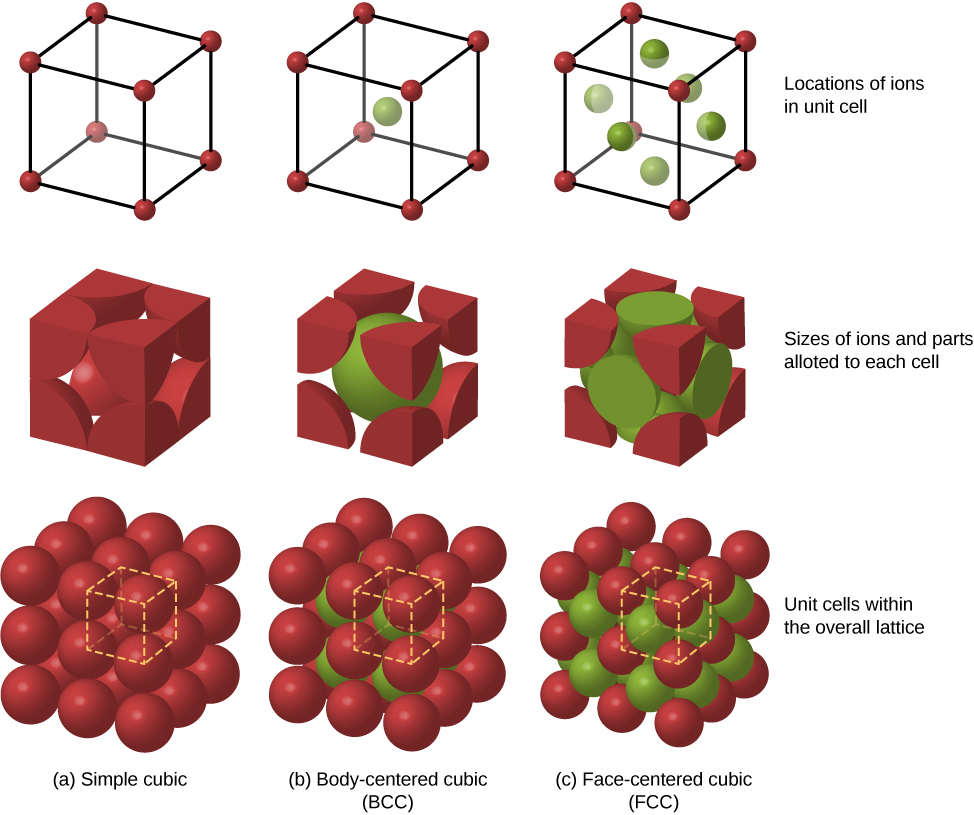 Locations of ions
in unit cell
Sizes of ions and parts
alloted to each cell
Unit cells within
the overall lattice
(a) Simple cubic
(b) Body-centered cubic
(BCC)
(c) Face-centered cubic
(FCC)